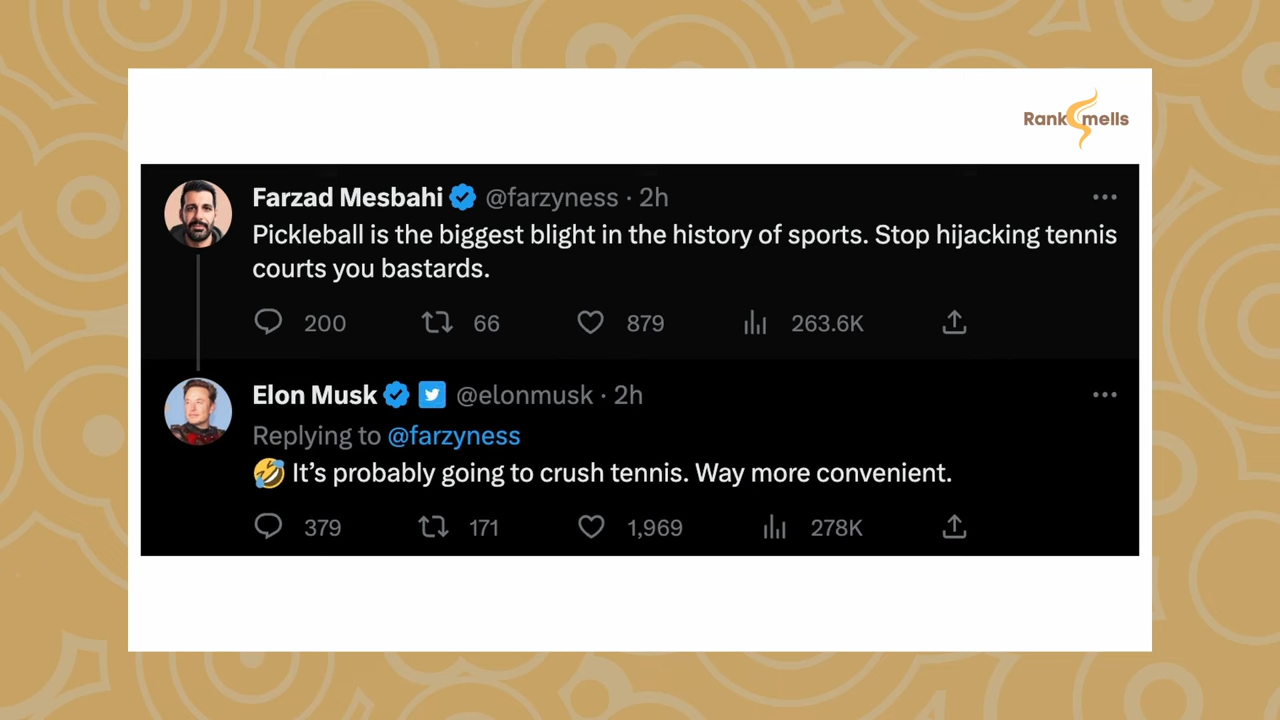 RankSmells
Farzad Mesbahi @farzyness · 2h
Pickleball is the biggest blight in the history of sports. Stop hijacking tennis
courts you bastards.
200 66 879 263.6K
Elon Musk @elonmusk · 2h
Replying to @farzyness
🤣 It’s probably going to crush tennis. Way more convenient.
379 171 1,969 278K